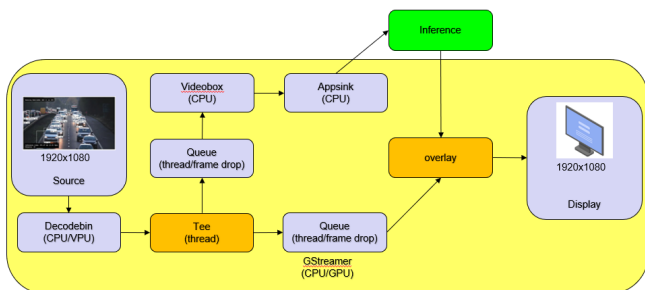 Inference
Videobox
(CPU)
Appsink
(CPU)
1920x1080
Source
Queue
(thread/frame drop)
overlay
1920x1080
Display
Decodebin
(CPU/VPU)
Tee
(thread)
Queue
(thread/frame drop)
GStreamer
(CPU/GPU)